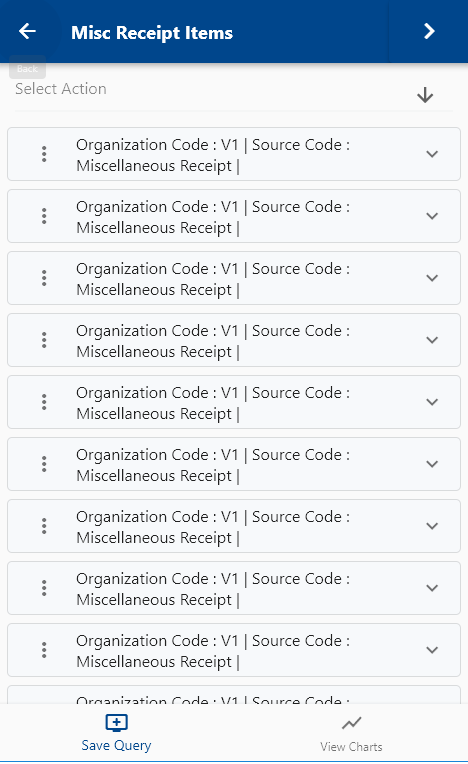 Misc Receipt Items
Back
Select Action
Organization Code : V1 | Source Code :
Miscellaneous Receipt |
Organization Code : V1 | Source Code :
Miscellaneous Receipt |
Organization Code : V1 | Source Code :
Miscellaneous Receipt |
Organization Code : V1 | Source Code :
Miscellaneous Receipt |
Organization Code : V1 | Source Code :
Miscellaneous Receipt |
Organization Code : V1 | Source Code :
Miscellaneous Receipt |
Organization Code : V1 | Source Code :
Miscellaneous Receipt |
Organization Code : V1 | Source Code :
Miscellaneous Receipt |
Organization Code : V1 | Source Code :
Miscellaneous Receipt |
Organization Code : V1 | Source Code :
Save Query
View Charts